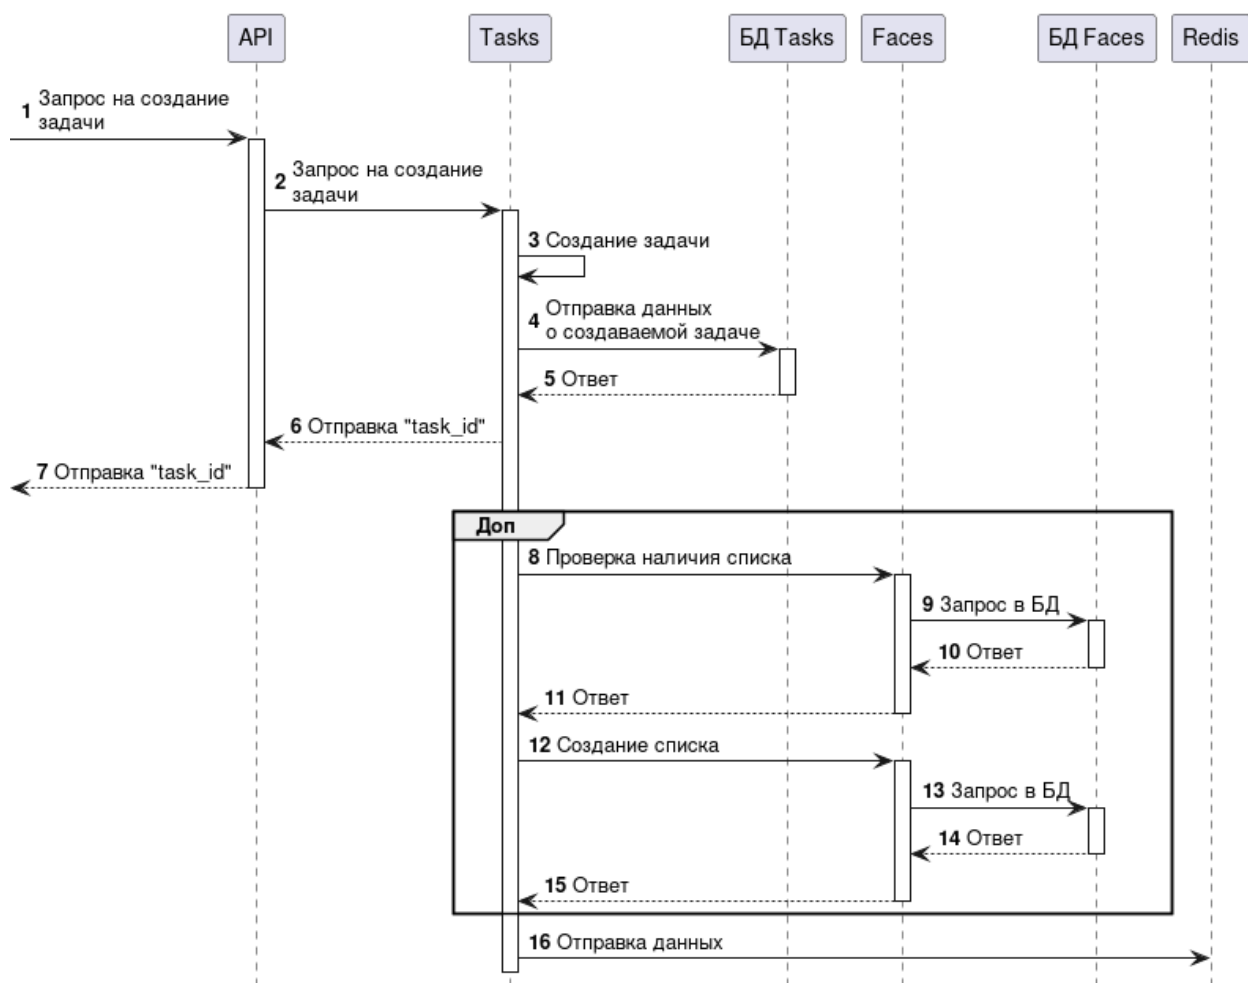 API
Tasks
БД Tasks
Faces
БД Faces
Redis
1 Запрос на создание
задачи
2 Запрос на создание
задачи
3 Создание задачи
4 Отправка данных
о создаваемой задаче
5 Ответ
6 Отправка "task_id"
7 Отправка "task_id"
Доп
8 Проверка наличия списка
9 Запрос в БД
10 Ответ
11 Ответ
12 Создание списка
13 Запрос в БД
14 Ответ
15 Ответ
16 Отправка данных